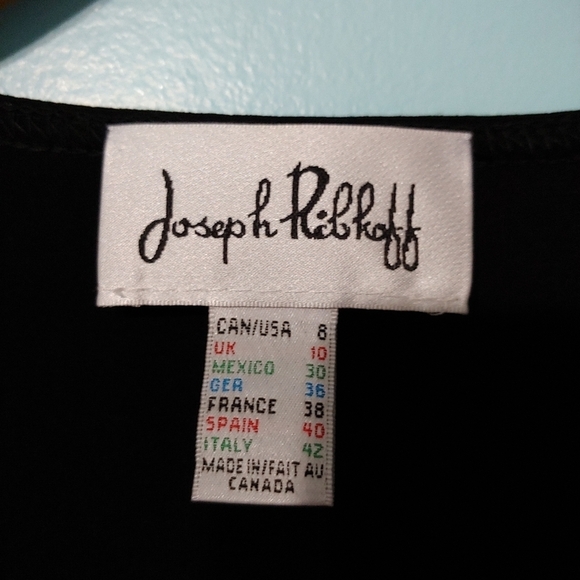 Joseph Ribkoff
CAN/USA 8
UK 10
MEXICO 30
GER 36
FRANCE 38
SPAIN 40
ITALY 42
MADE IN/FAIT AU
CANADA